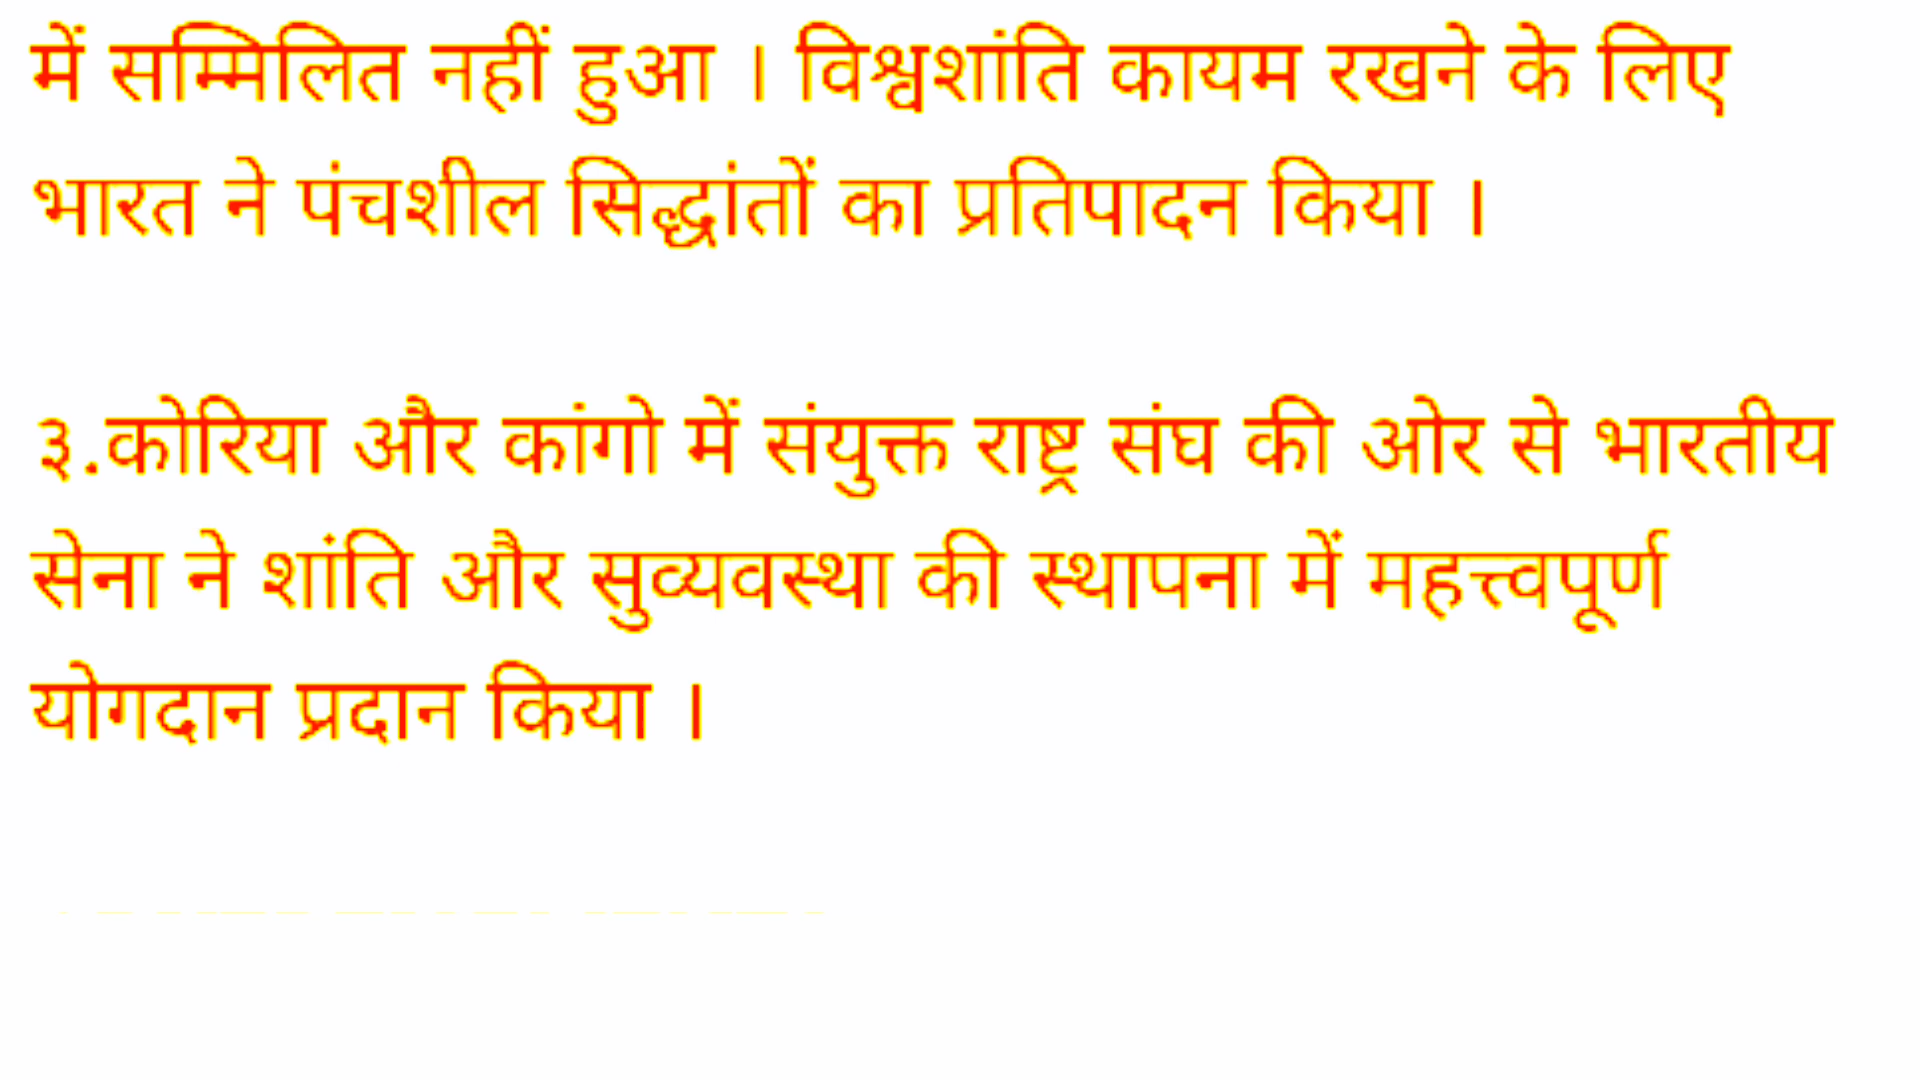 में सम्मिलित नहीं हुआ । विश्वशांति कायम रखने के लिए
भारत ने पंचशील सिद्धांतों का प्रतिपादन किया ।
३.कोरिया और कांगो में संयुक्त राष्ट्र संघ की ओर से भारतीय
सेना ने शांति और सुव्यवस्था की स्थापना में महत्त्वपूर्ण
योगदान प्रदान किया ।